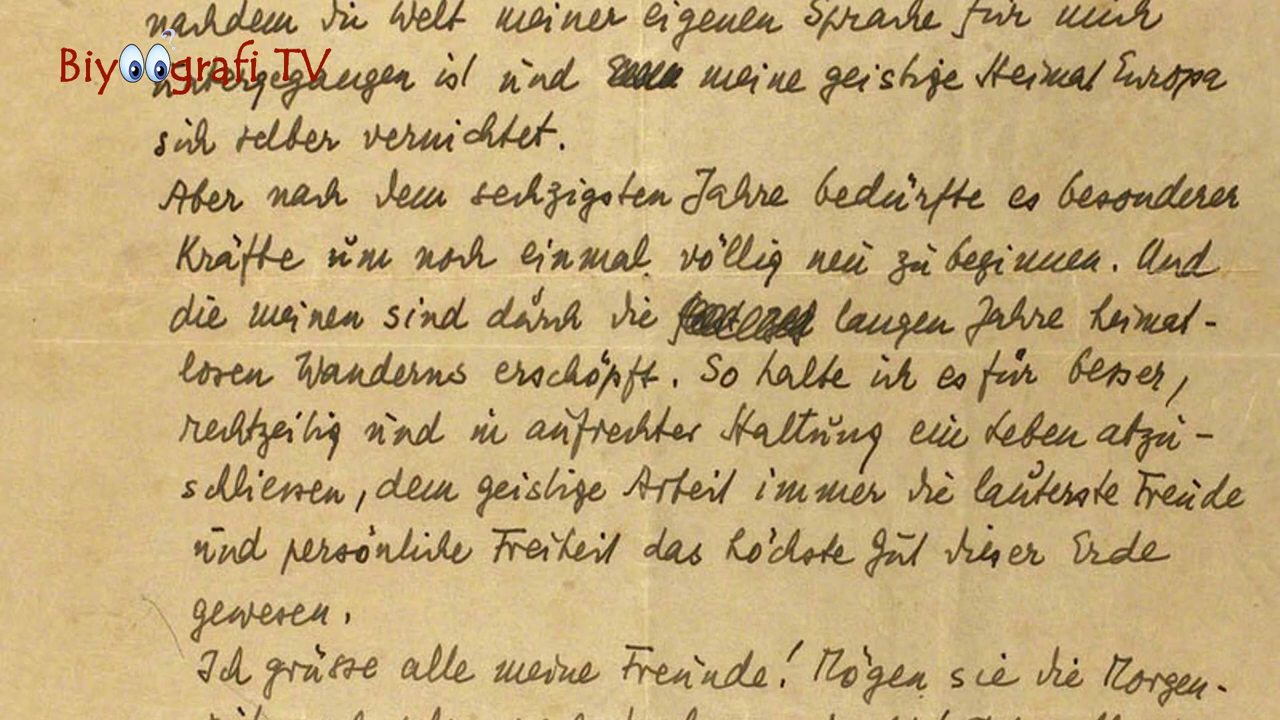 nachdem die Welt meiner eigenen Sprache für mich
Biyografi TV
untergegangen ist und meine geistige Heimat Europa
sich selber vernichtet.
Aber nach dem sechzigsten Jahre bedürfte es besonderer
Kräfte um noch einmal völlig neu zu beginnen. Und
die meinen sind durch die langen Jahre heimat-
losen Wanderns erschöpft. So halte ich es für besser,
rechtzeitig und in aufrechter Haltung ein Leben abzu-
schliessen, dem geistige Arbeit immer die lauterste Freude
und persönliche Freiheit das höchste Gut dieser Erde
gewesen.
Ich grüsse alle meine Freunde! Mögen sie die Morgen-